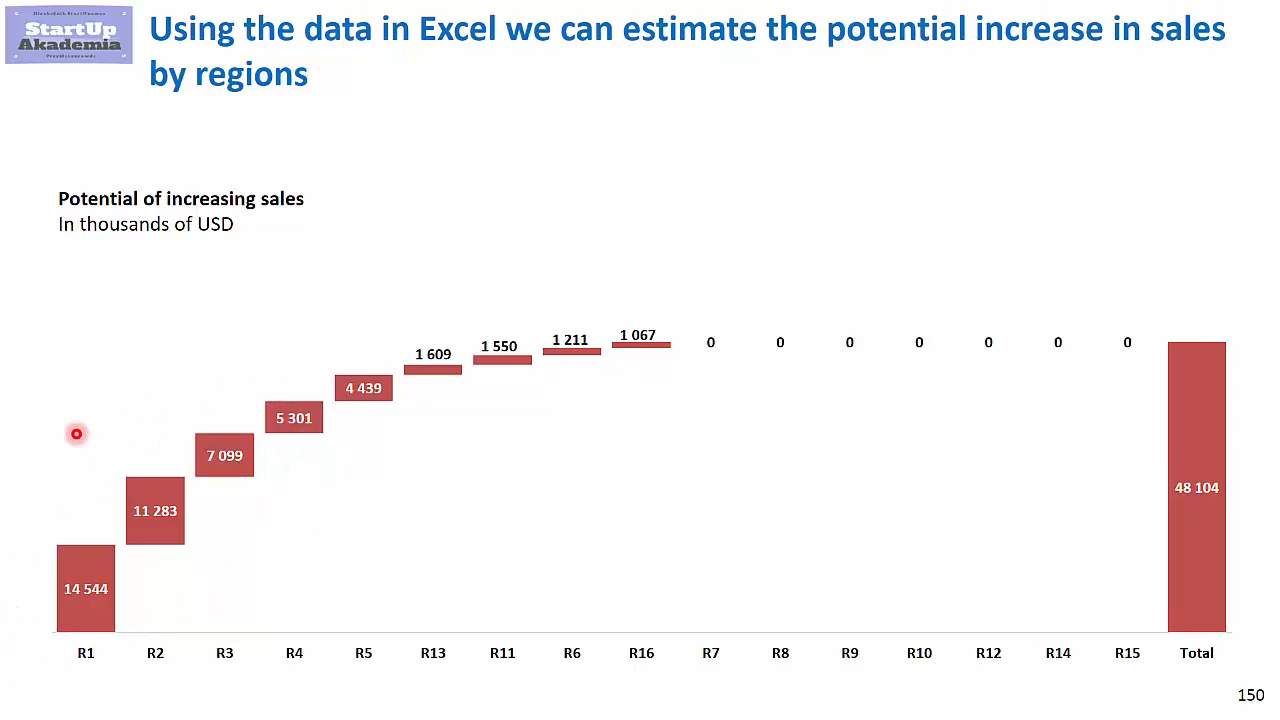 StartUp
Akademia
Using the data in Excel we can estimate the potential increase in sales
by regions
Potential of increasing sales
In thousands of USD
14 544
11 283
7 099
5 301
4 439
1 609
1 550
1 211
1 067
0
0
0
0
0
0
0
48 104
R1 R2 R3 R4 R5 R13 R11 R6 R16 R7 R8 R9 R10 R12 R14 R15 Total
150